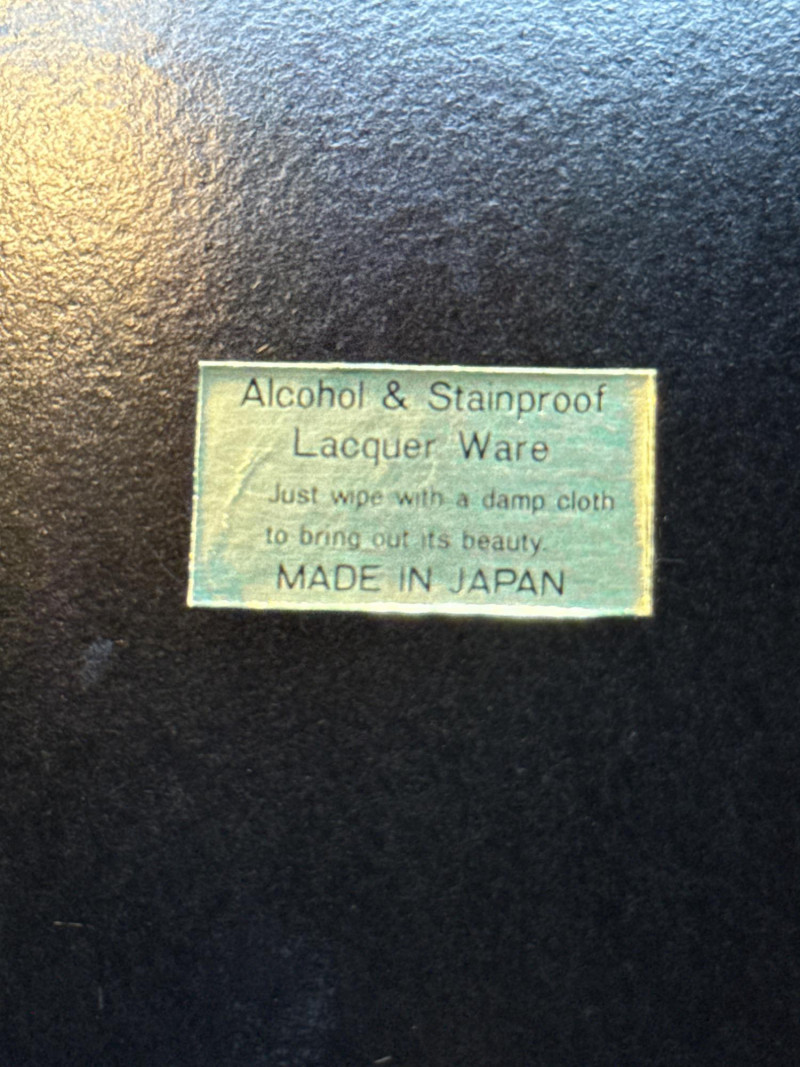 Alcohol & Stainproof
Lacquer Ware
Just wipe with a damp cloth
to bring out its beauty.
MADE IN JAPAN